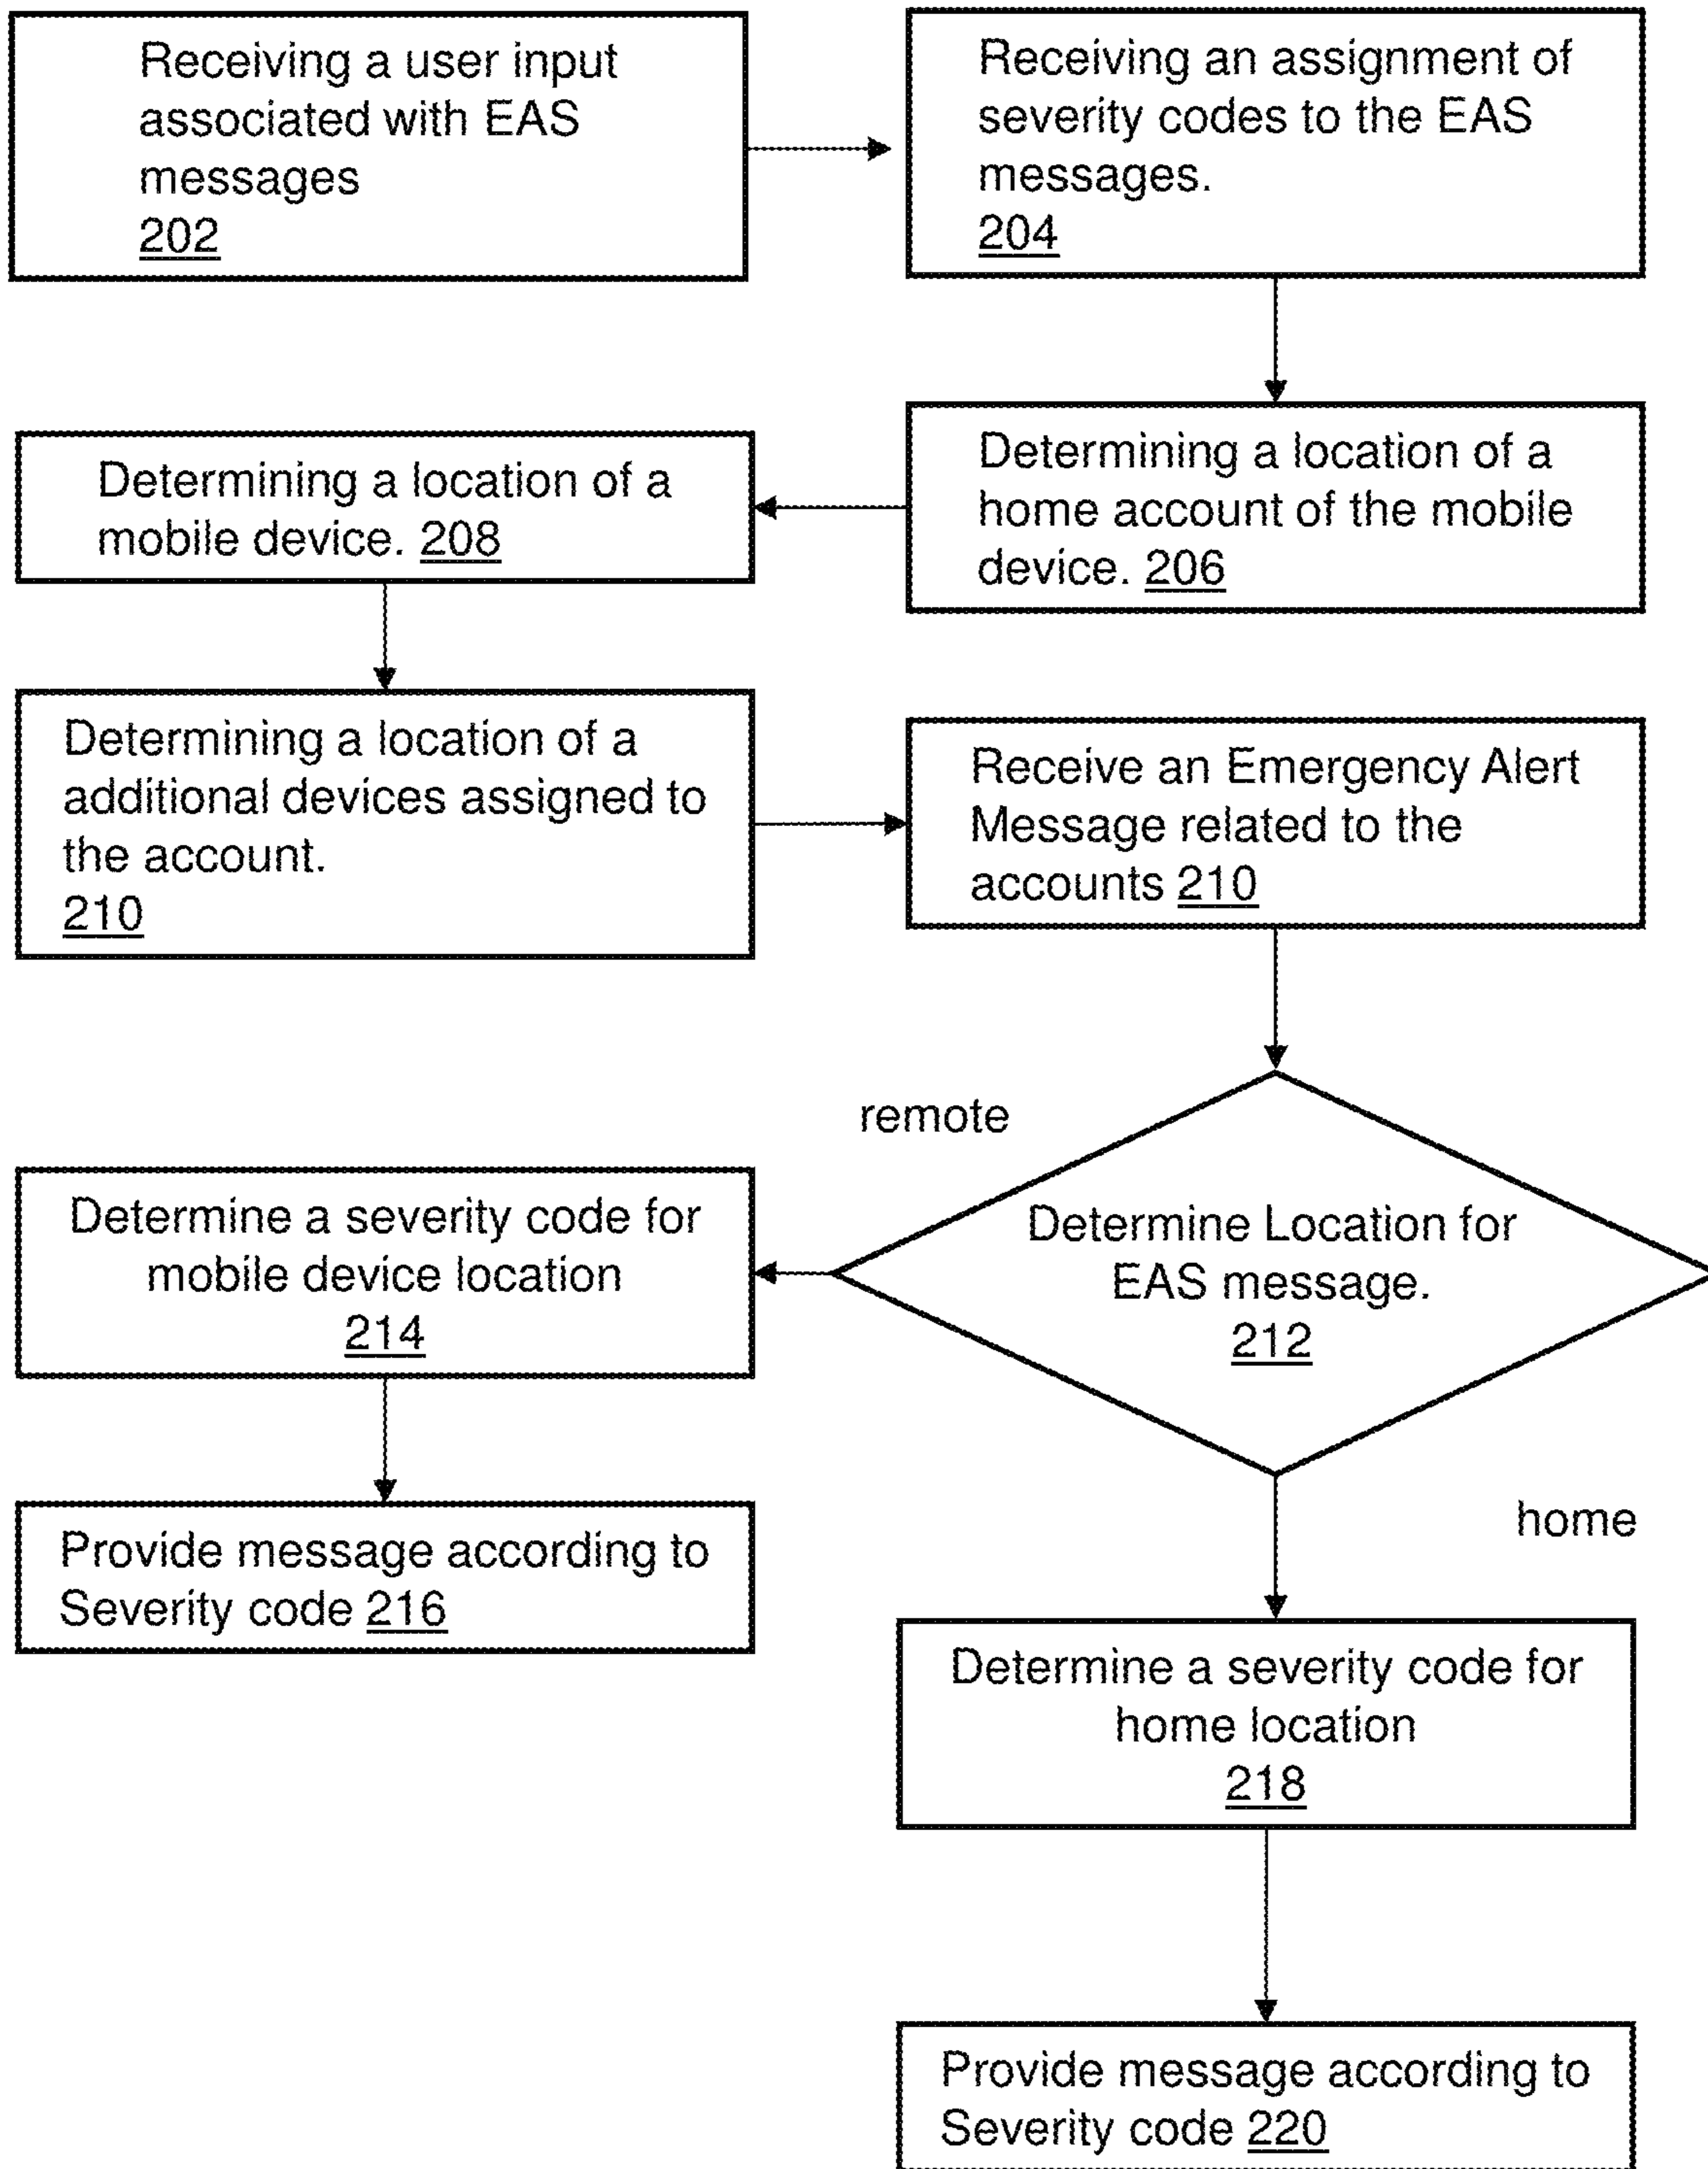 Receiving a user input
associated with EAS
messages
202
Receiving an assignment of
severity codes to the EAS
messages.
204
Determining a location of a
home account of the mobile
device. 206
Determining a location of a
mobile device. 208
Determining a location of a
additional devices assigned to
the account.
210
Receive an Emergency Alert
Message related to the
accounts 210
Determine Location for
EAS message.
212
remote
Determine a severity code for
mobile device location
214
Provide message according to
Severity code 216
home
Determine a severity code for
home location
218
Provide message according to
Severity code 220